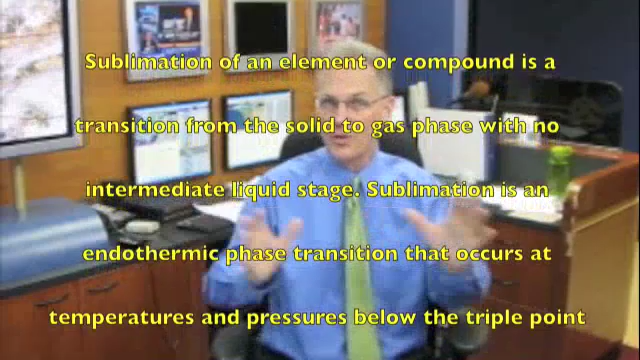 Sublimation of an element or compound is a
transition from the solid to gas phase with no
intermediate liquid stage. Sublimation is an
endothermic phase transition that occurs at
temperatures and pressures below the triple point